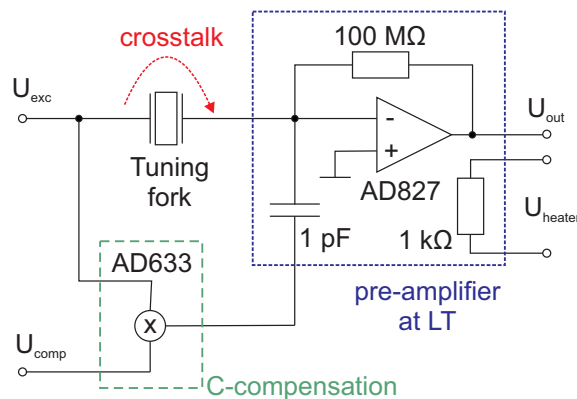 crosstalk
100 MΩ
U_exc
-
+
U_out
Tuning
fork
AD827
U_heater
1 pF
1 kΩ
AD633
pre-amplifier
at LT
x
U_comp
C-compensation